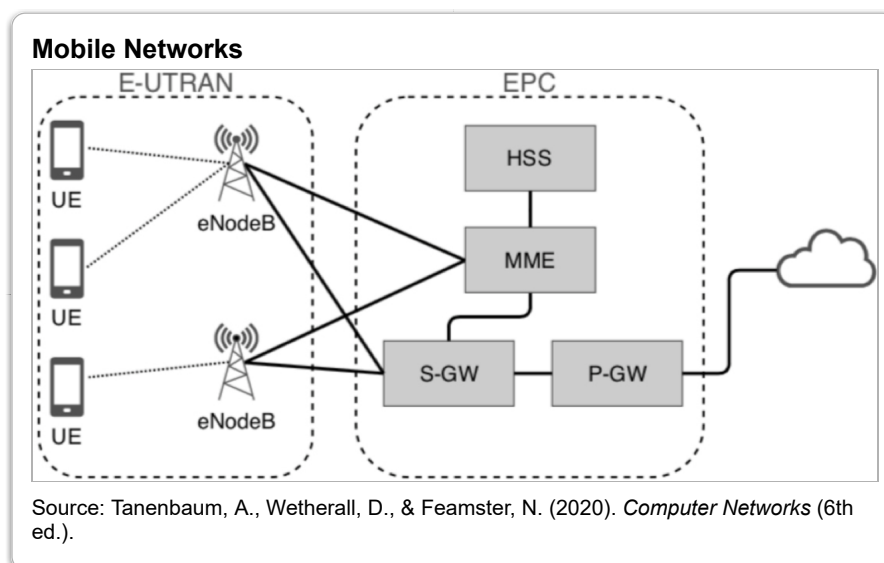 Mobile Networks
E-UTRAN
EPC
UE
eNodeB
HSS
UE
MME
UE
eNodeB
S-GW
P-GW
Source: Tanenbaum, A., Wetherall, D., & Feamster, N. (2020). Computer Networks (6th
ed.).